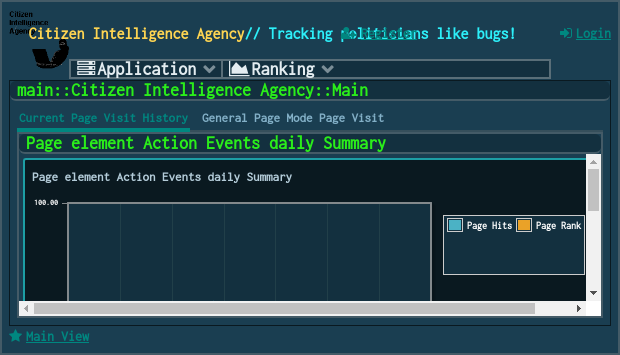 Citizen
Intelligence
Agency
Citizen Intelligence Agency// Tracking politicians like bugs!
Login
Application
Ranking
main::Citizen Intelligence Agency::Main
Current Page Visit History
General Page Mode Page Visit
Page element Action Events daily Summary
Page element Action Events daily Summary
100.00
Page Hits
Page Rank
Main View